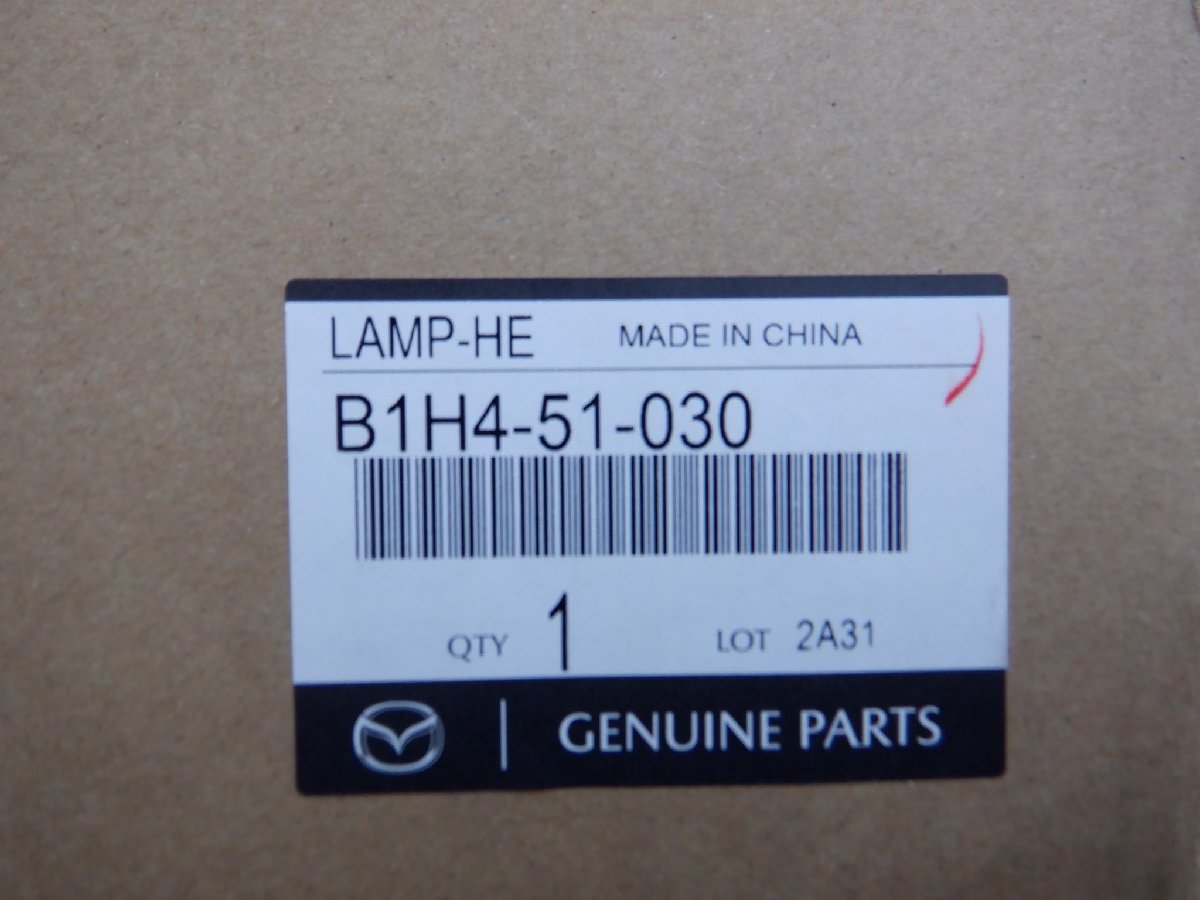 LAMP-HE MADE IN CHINA
B1H4-51-030
QTY 1 LOT 2A31
GENUINE PARTS